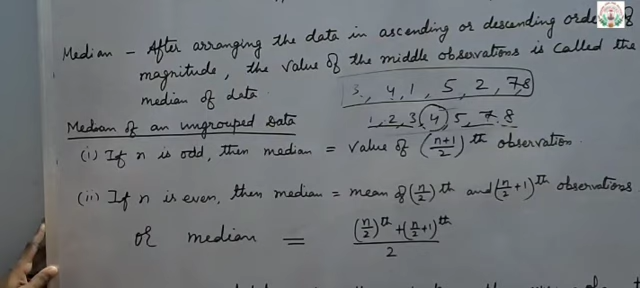 Median - After arranging the data in ascending or descending order of
magnitude, the value of the middle observations is called the
median of data.
3, 4, 1, 5, 2, 7, 8
Median of an ungrouped Data
1, 2, 3, 4, 5, 7, 8
(i) If n is odd, then median = value of (n+1/2)th observation.
(ii) If n is even, then median = mean of (n/2)th and (n/2+1)th observations
or median = (n/2)th + (n/2+1)th / 2